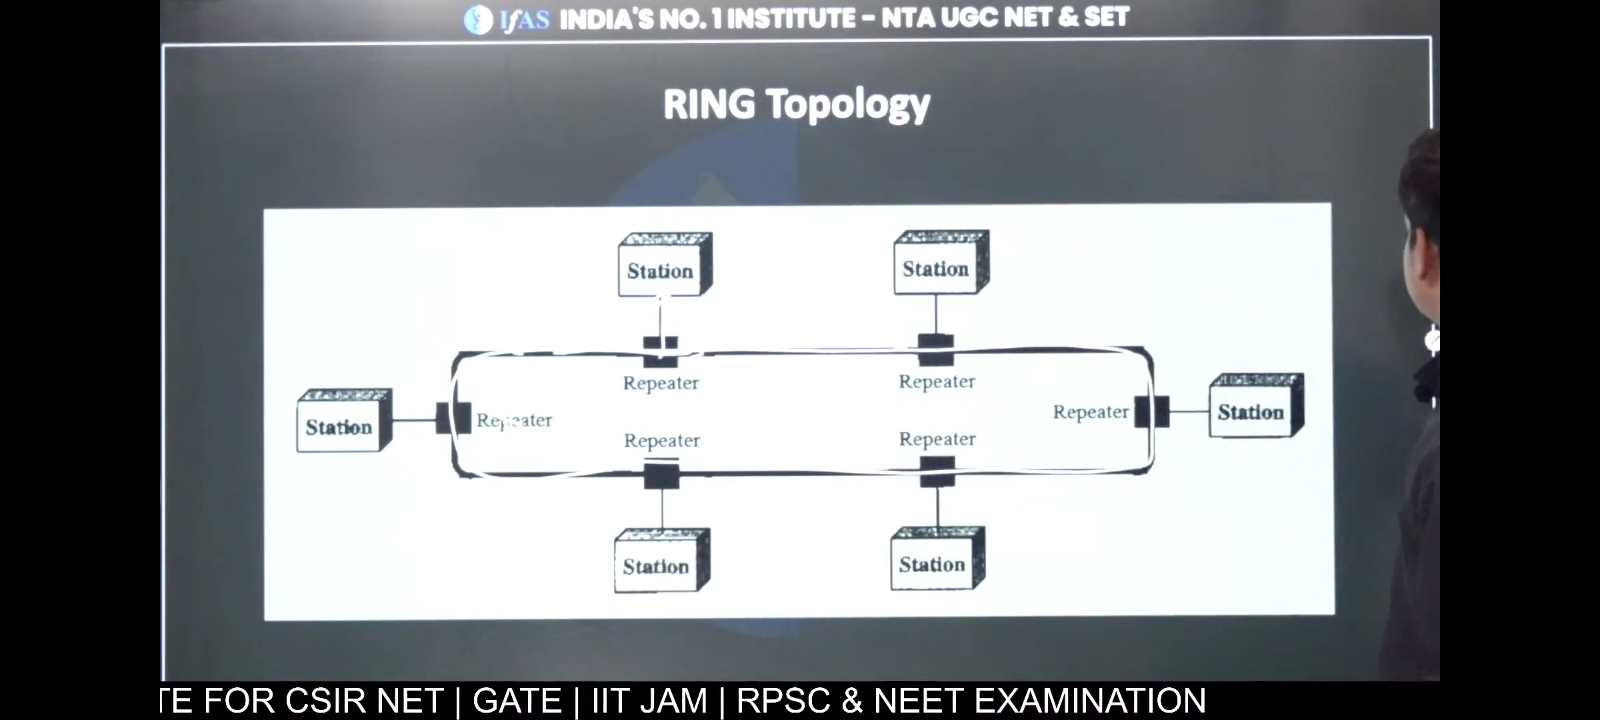 IfAS INDIA'S NO. 1 INSTITUTE - NTA UGC NET & SET
RING Topology
Station Station
Repeater Repeater
Station Repeater Repeater Station
Repeater Repeater
Station Station
TE FOR CSIR NET | GATE | IIT JAM | RPSC & NEET EXAMINATION